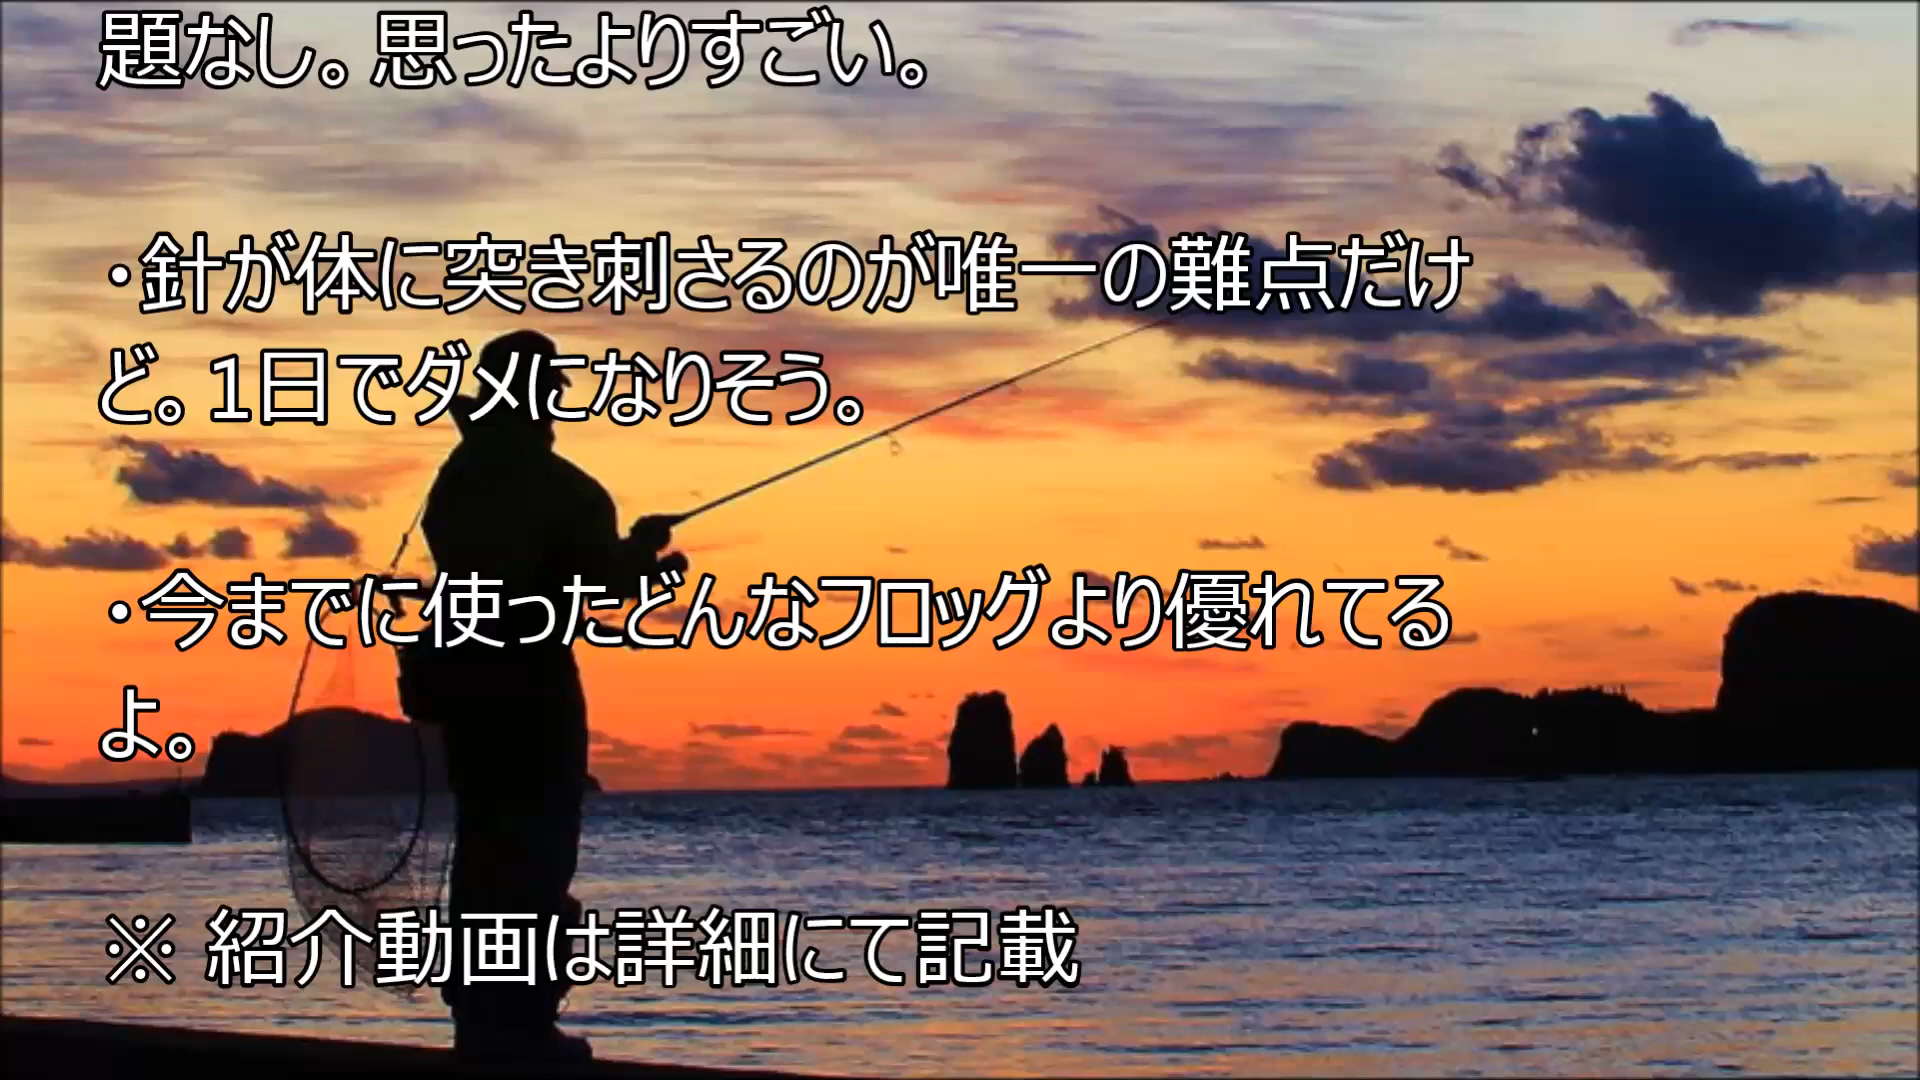 題なし。思ったよりすごい。
・針が体に突き刺さるのが唯一の難点だけ
ど。1日でダメになりそう。
・今までに使ったどんなフロッグより優れてる
よ。
※ 紹介動画は詳細にて記載